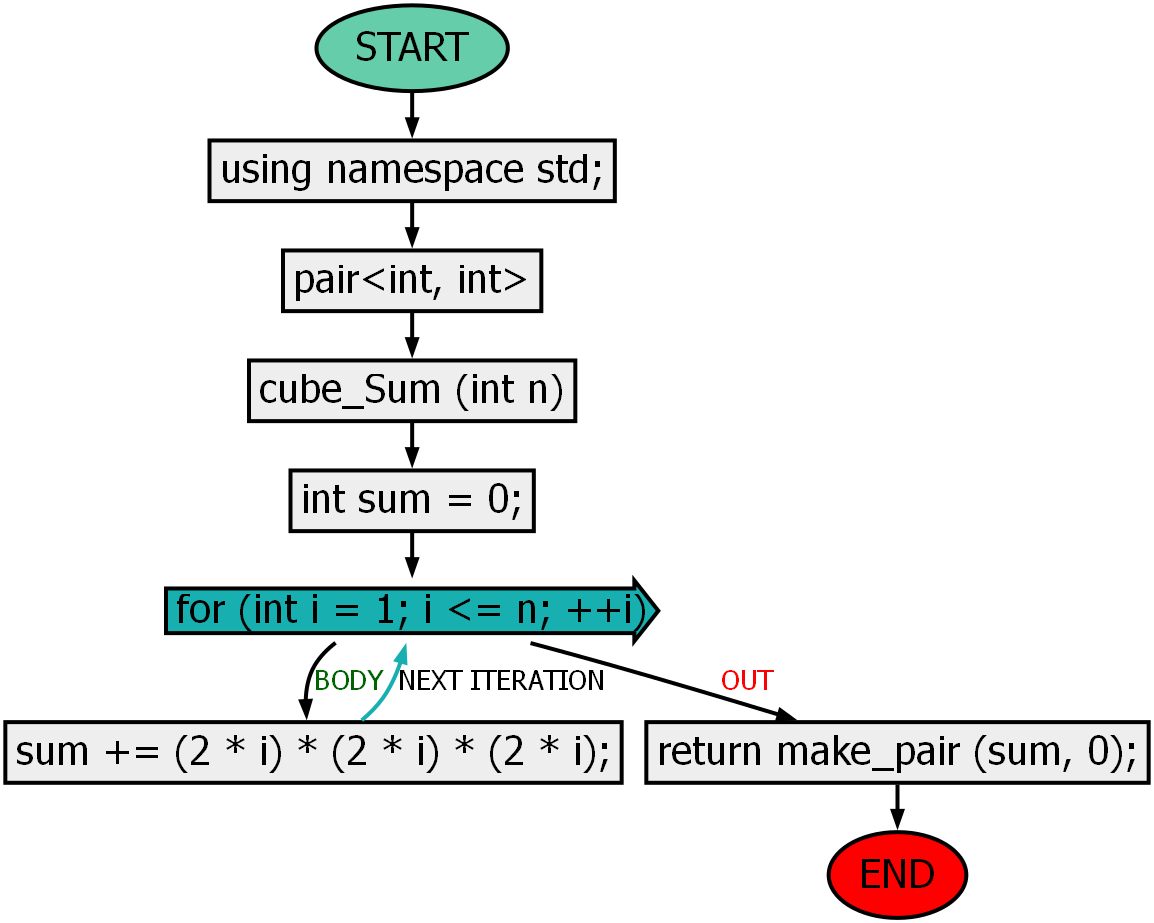 START
using namespace std;
pair<int, int>
cube_Sum (int n)
int sum = 0;
for (int i = 1; i <= n; ++i)
BODY
NEXT ITERATION
OUT
sum += (2 * i) * (2 * i) * (2 * i);
return make_pair (sum, 0);
END